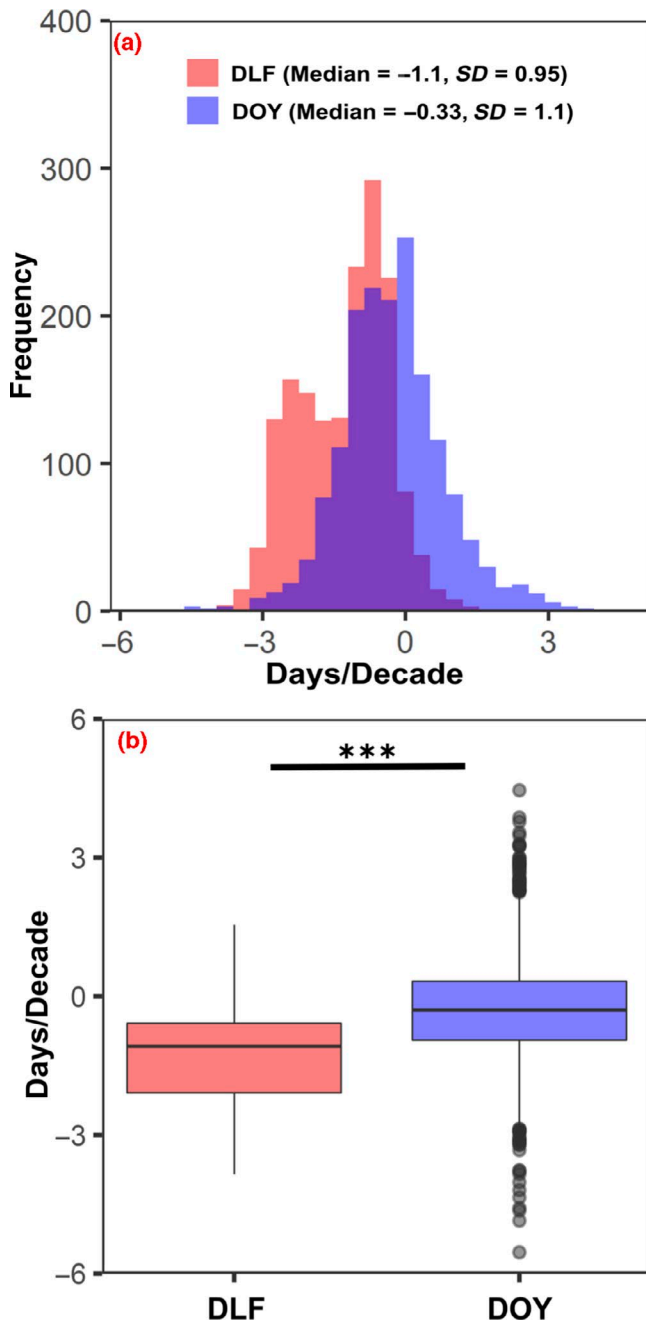 (a)
DLF (Median = −1.1, SD = 0.95)
DOY (Median = −0.33, SD = 1.1)
400
300
200
100
0
Frequency
−6 −3 0 3
Days/Decade
(b)
***
6
3
0
−3
−6
Days/Decade
DLF DOY